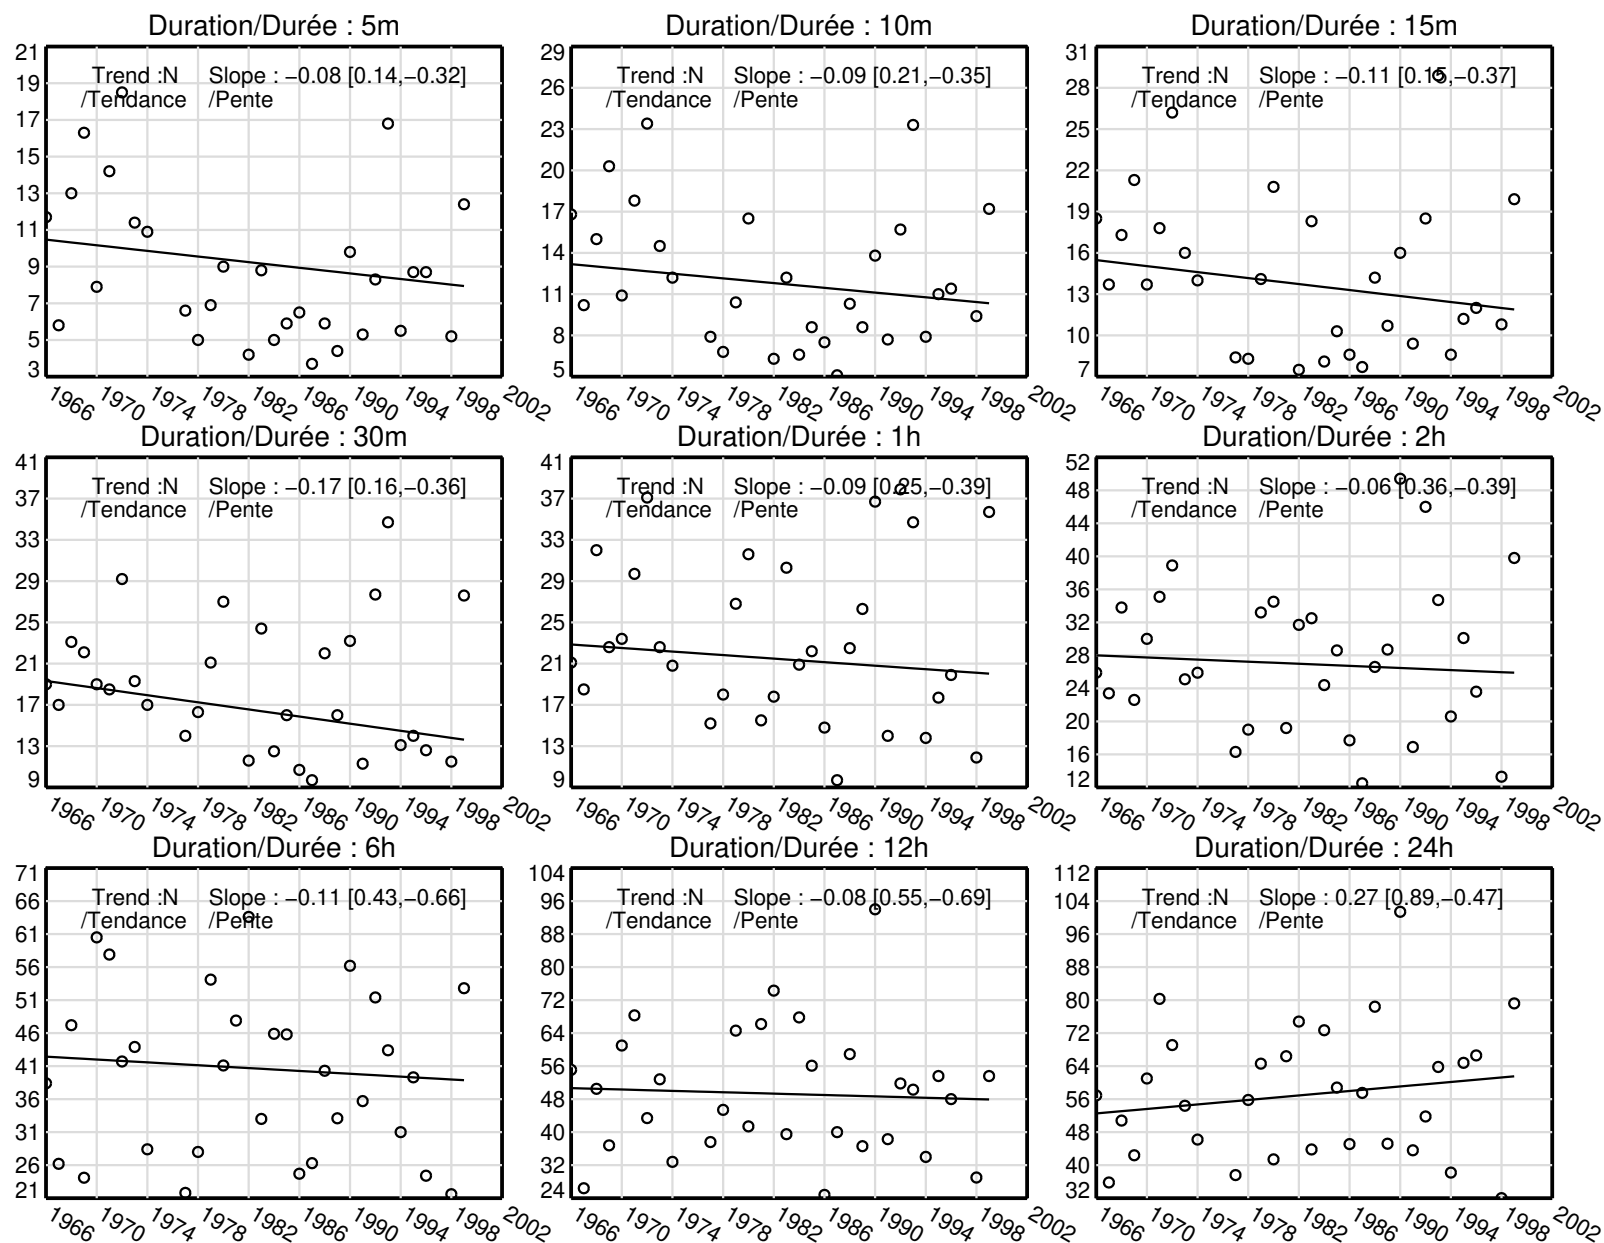 Duration/Durée : 5m
Trend :N Slope : −0.08 [0.14,−0.32]
/Tendance /Pente
21
19
17
15
13
11
9
7
5
3
1966 1970 1974 1978 1982 1986 1990 1994 1998 2002
Duration/Durée : 10m
Trend :N Slope : −0.09 [0.21,−0.35]
/Tendance /Pente
29
26
23
20
17
14
11
8
5
1966 1970 1974 1978 1982 1986 1990 1994 1998 2002
Duration/Durée : 15m
Trend :N Slope : −0.11 [0.15,−0.37]
/Tendance /Pente
31
28
25
22
19
16
13
10
7
1966 1970 1974 1978 1982 1986 1990 1994 1998 2002
Duration/Durée : 30m
Trend :N Slope : −0.17 [0.16,−0.36]
/Tendance /Pente
41
37
33
29
25
21
17
13
9
1966 1970 1974 1978 1982 1986 1990 1994 1998 2002
Duration/Durée : 1h
Trend :N Slope : −0.09 [0.25,−0.39]
/Tendance /Pente
41
37
33
29
25
21
17
13
9
1966 1970 1974 1978 1982 1986 1990 1994 1998 2002
Duration/Durée : 2h
Trend :N Slope : −0.06 [0.36,−0.39]
/Tendance /Pente
52
48
44
40
36
32
28
24
20
16
12
1966 1970 1974 1978 1982 1986 1990 1994 1998 2002
Duration/Durée : 6h
Trend :N Slope : −0.11 [0.43,−0.66]
/Tendance /Pente
71
66
61
56
51
46
41
36
31
26
21
1966 1970 1974 1978 1982 1986 1990 1994 1998 2002
Duration/Durée : 12h
Trend :N Slope : −0.08 [0.55,−0.69]
/Tendance /Pente
104
96
88
80
72
64
56
48
40
32
24
1966 1970 1974 1978 1982 1986 1990 1994 1998 2002
Duration/Durée : 24h
Trend :N Slope : 0.27 [0.89,−0.47]
/Tendance /Pente
112
104
96
88
80
72
64
56
48
40
32
1966 1970 1974 1978 1982 1986 1990 1994 1998 2002